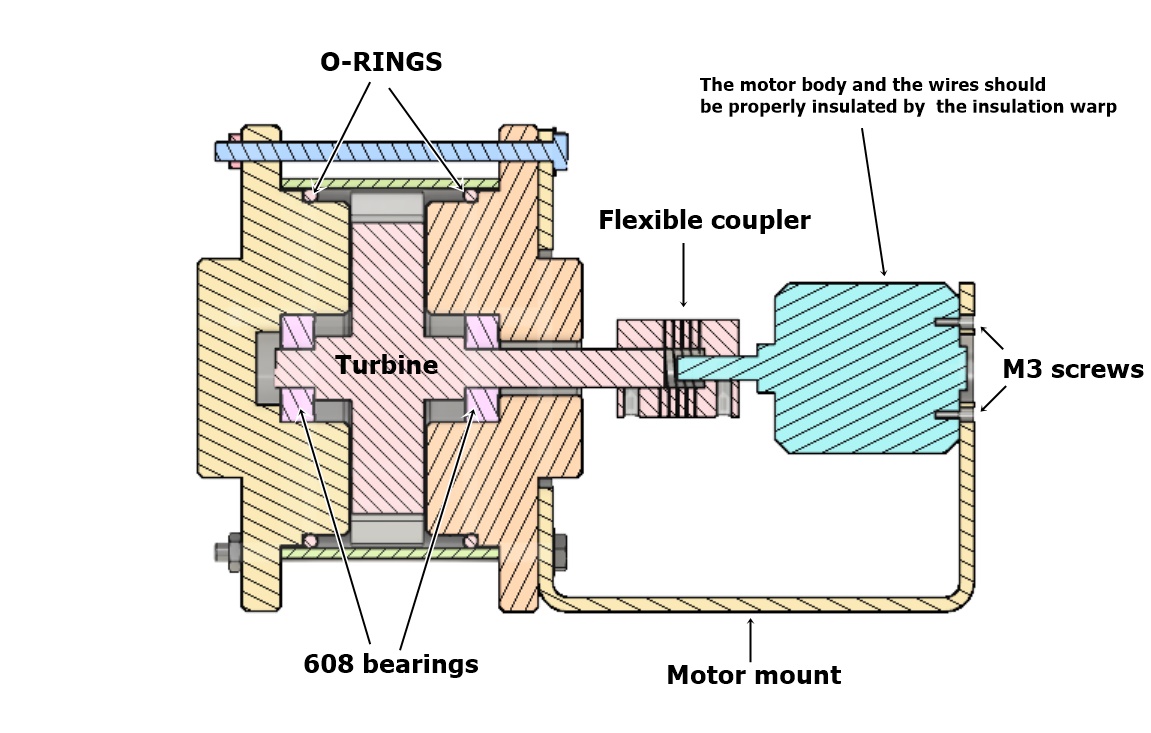 O-RINGS
The motor body and the wires should
be properly insulated by  the insulation warp
Flexible coupler
Turbine
M3 screws
608 bearings
Motor mount